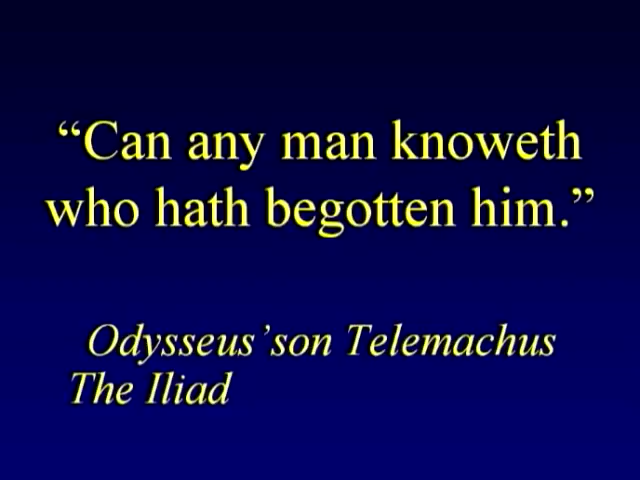 “Can any man knoweth
who hath begotten him.”
Odysseus’son Telemachus
The Iliad